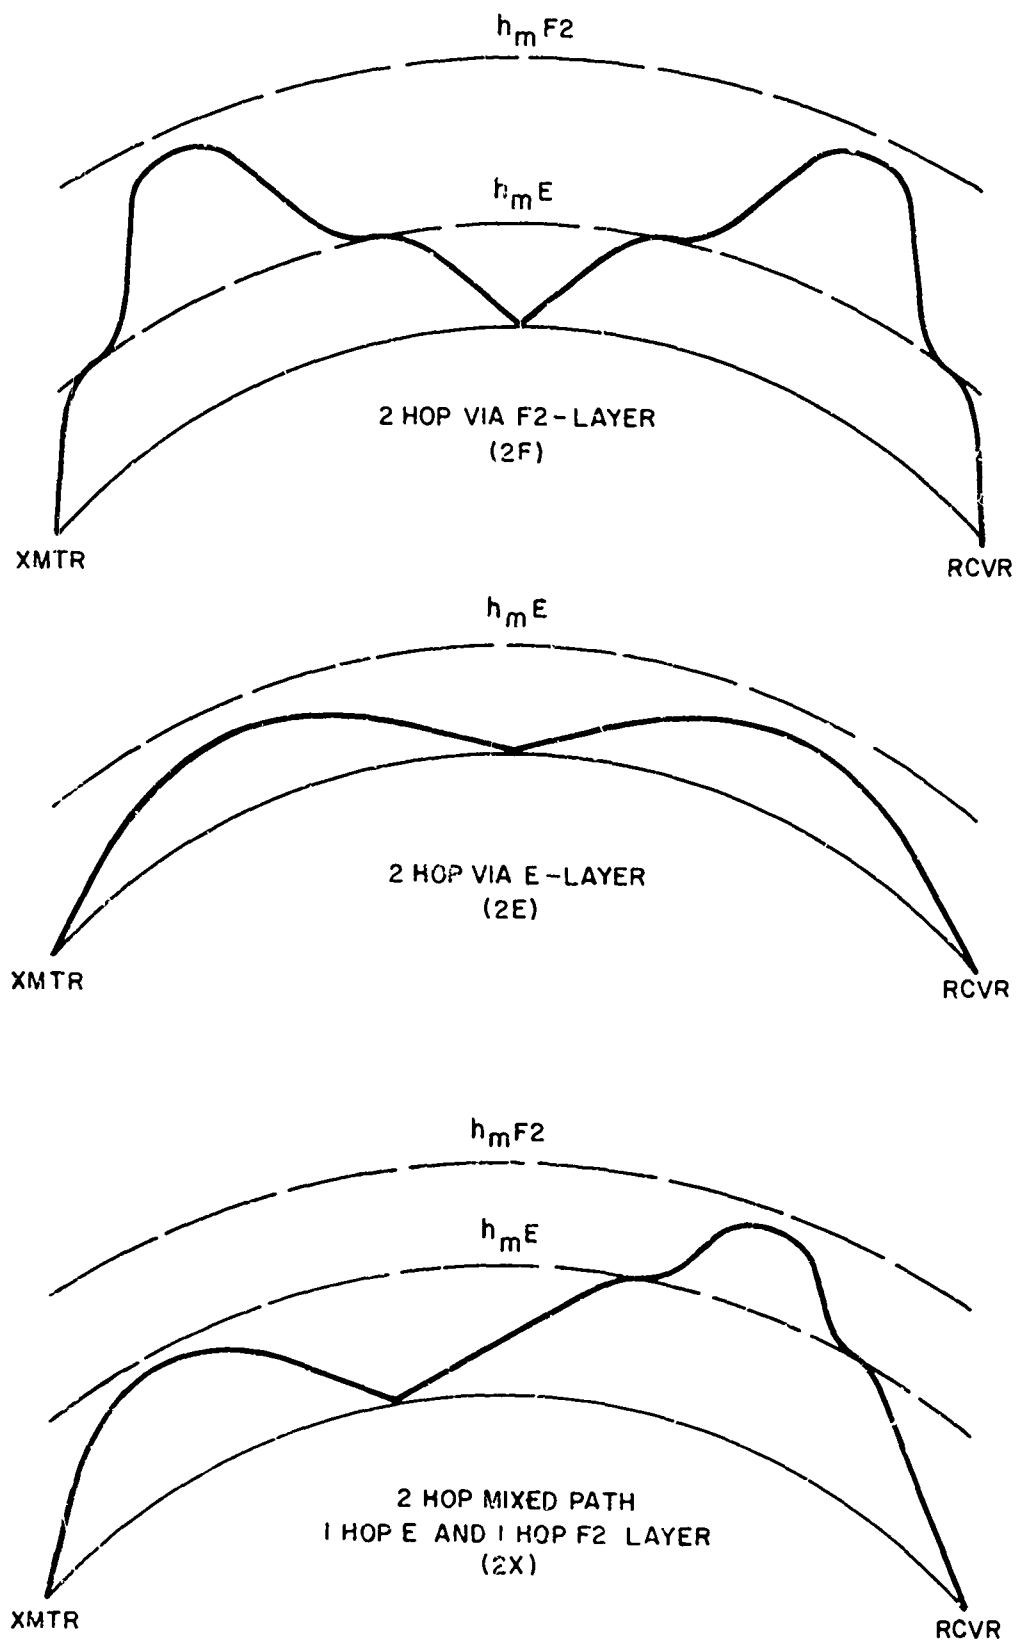 hmF2
hmE
2 HOP VIA F2-LAYER
(2F)
XMTR
RCVR
hmE
2 HOP VIA E-LAYER
(2E)
XMTR
RCVR
hmF2
hmE
2 HOP MIXED PATH
1 HOP E AND 1 HOP F2 LAYER
(2X)
XMTR
RCVR